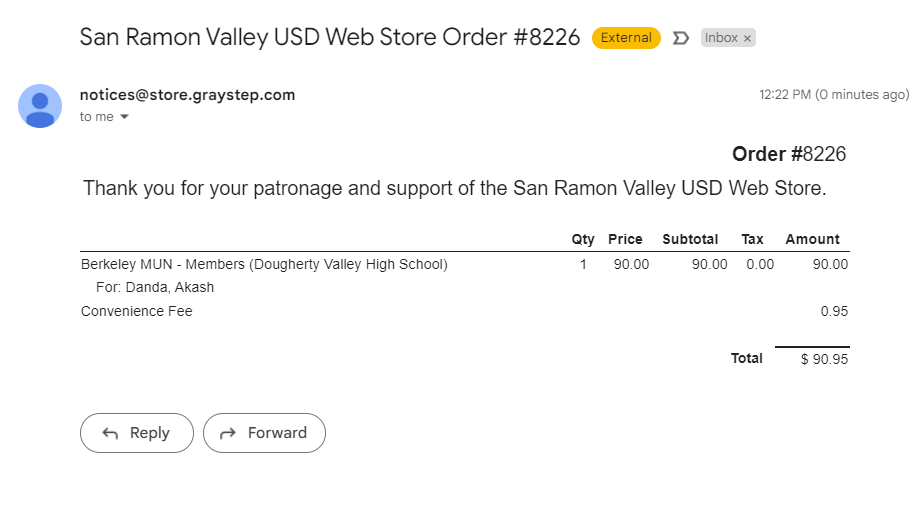 San Ramon Valley USD Web Store Order #8226 External Inbox ×
notices@store.graystep.com 12:22 PM (0 minutes ago)
to me
Order #8226
Thank you for your patronage and support of the San Ramon Valley USD Web Store.
Qty Price Subtotal Tax Amount
Berkeley MUN - Members (Dougherty Valley High School) 1 90.00 90.00 0.00 90.00
For: Danda, Akash
Convenience Fee 0.95
Total $ 90.95
Reply Forward